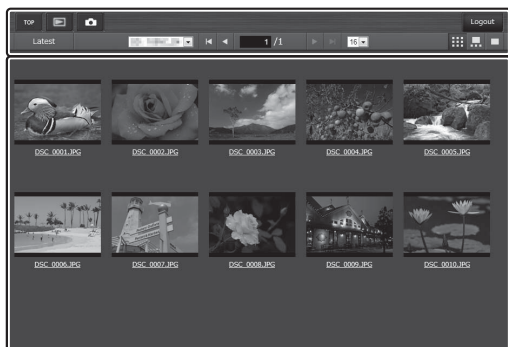 TOP
Logout
Latest
1 /1
16
DSC_0001.JPG DSC_0002.JPG DSC_0003.JPG DSC_0004.JPG DSC_0005.JPG
DSC_0006.JPG DSC_0007.JPG DSC_0008.JPG DSC_0009.JPG DSC_0010.JPG